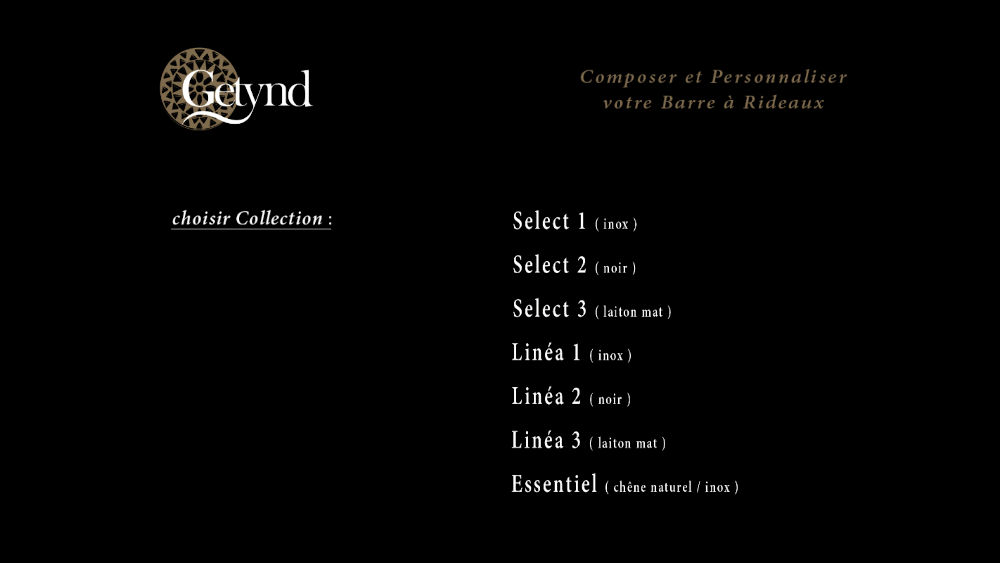 Getynd
Composer et Personnaliser
votre Barre à Rideaux
choisir Collection :
Select 1 ( inox )
Select 2 ( noir )
Select 3 ( laiton mat )
Linéa 1 ( inox )
Linéa 2 ( noir )
Linéa 3 ( laiton mat )
Essentiel ( chêne naturel / inox )